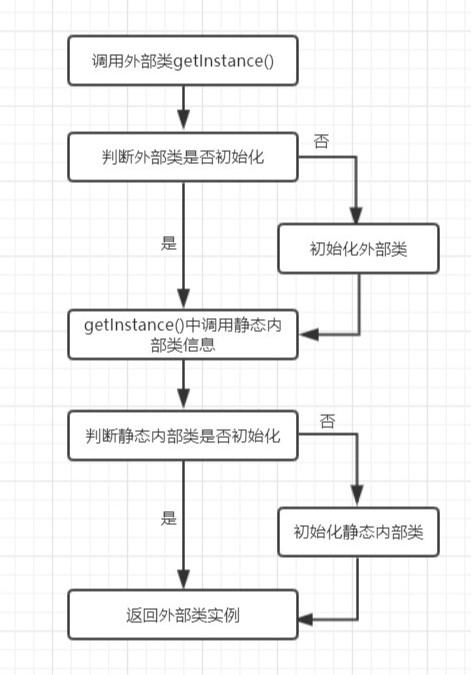 调用外部类getInstance()
判断外部类是否初始化
否
是
初始化外部类
getInstance()中调用静态内
部类信息
判断静态内部类是否初始化
否
是
初始化静态内部类
返回外部类实例